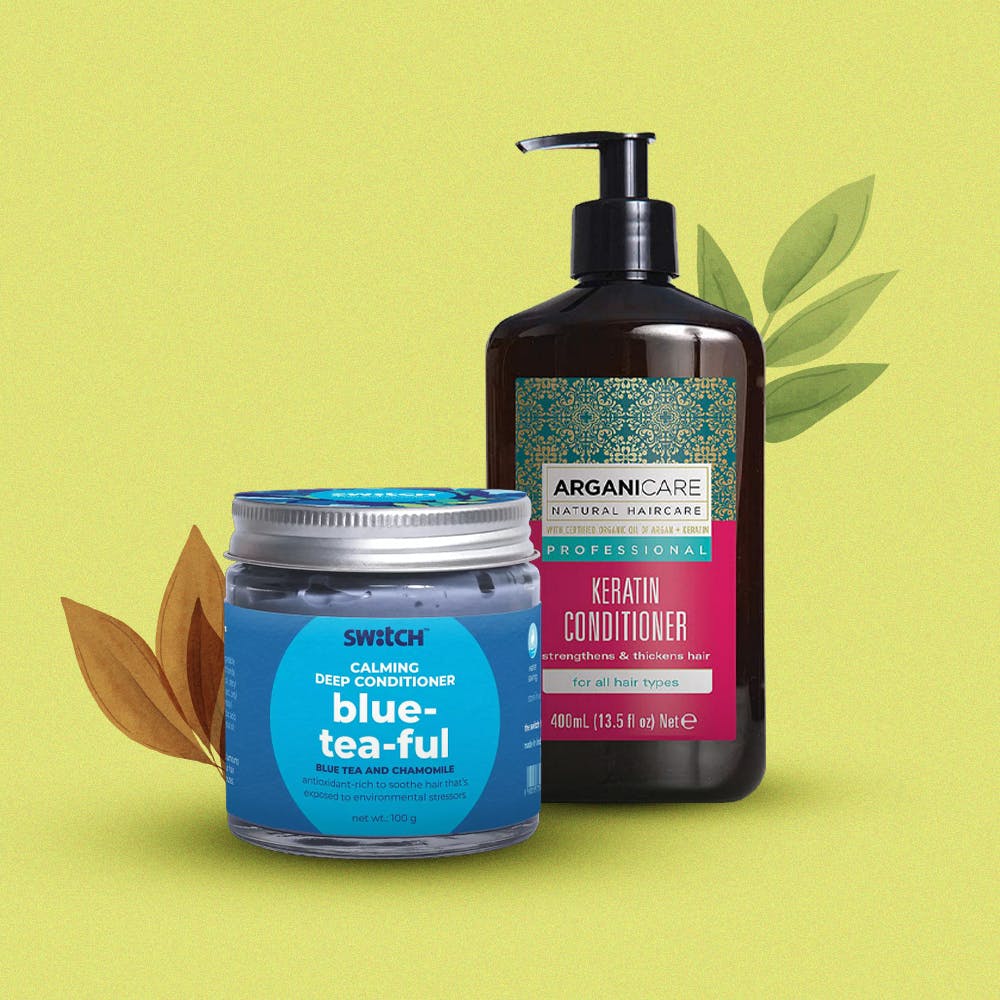 SW:TCH™
CALMING
DEEP CONDITIONER
blue-
tea-ful
BLUE TEA AND CHAMOMILE
antioxidant-rich to soothe hair that's
exposed to environmental stressors
net wt.: 100 g
ARGANICARE
NATURAL HAIRCARE
WITH CERTIFIED ORGANIC OIL OF ARGAN + KERATIN
PROFESSIONAL
KERATIN
CONDITIONER
strengthens & thickens hair
for all hair types
400mL (13.5 fl oz) Net ℮